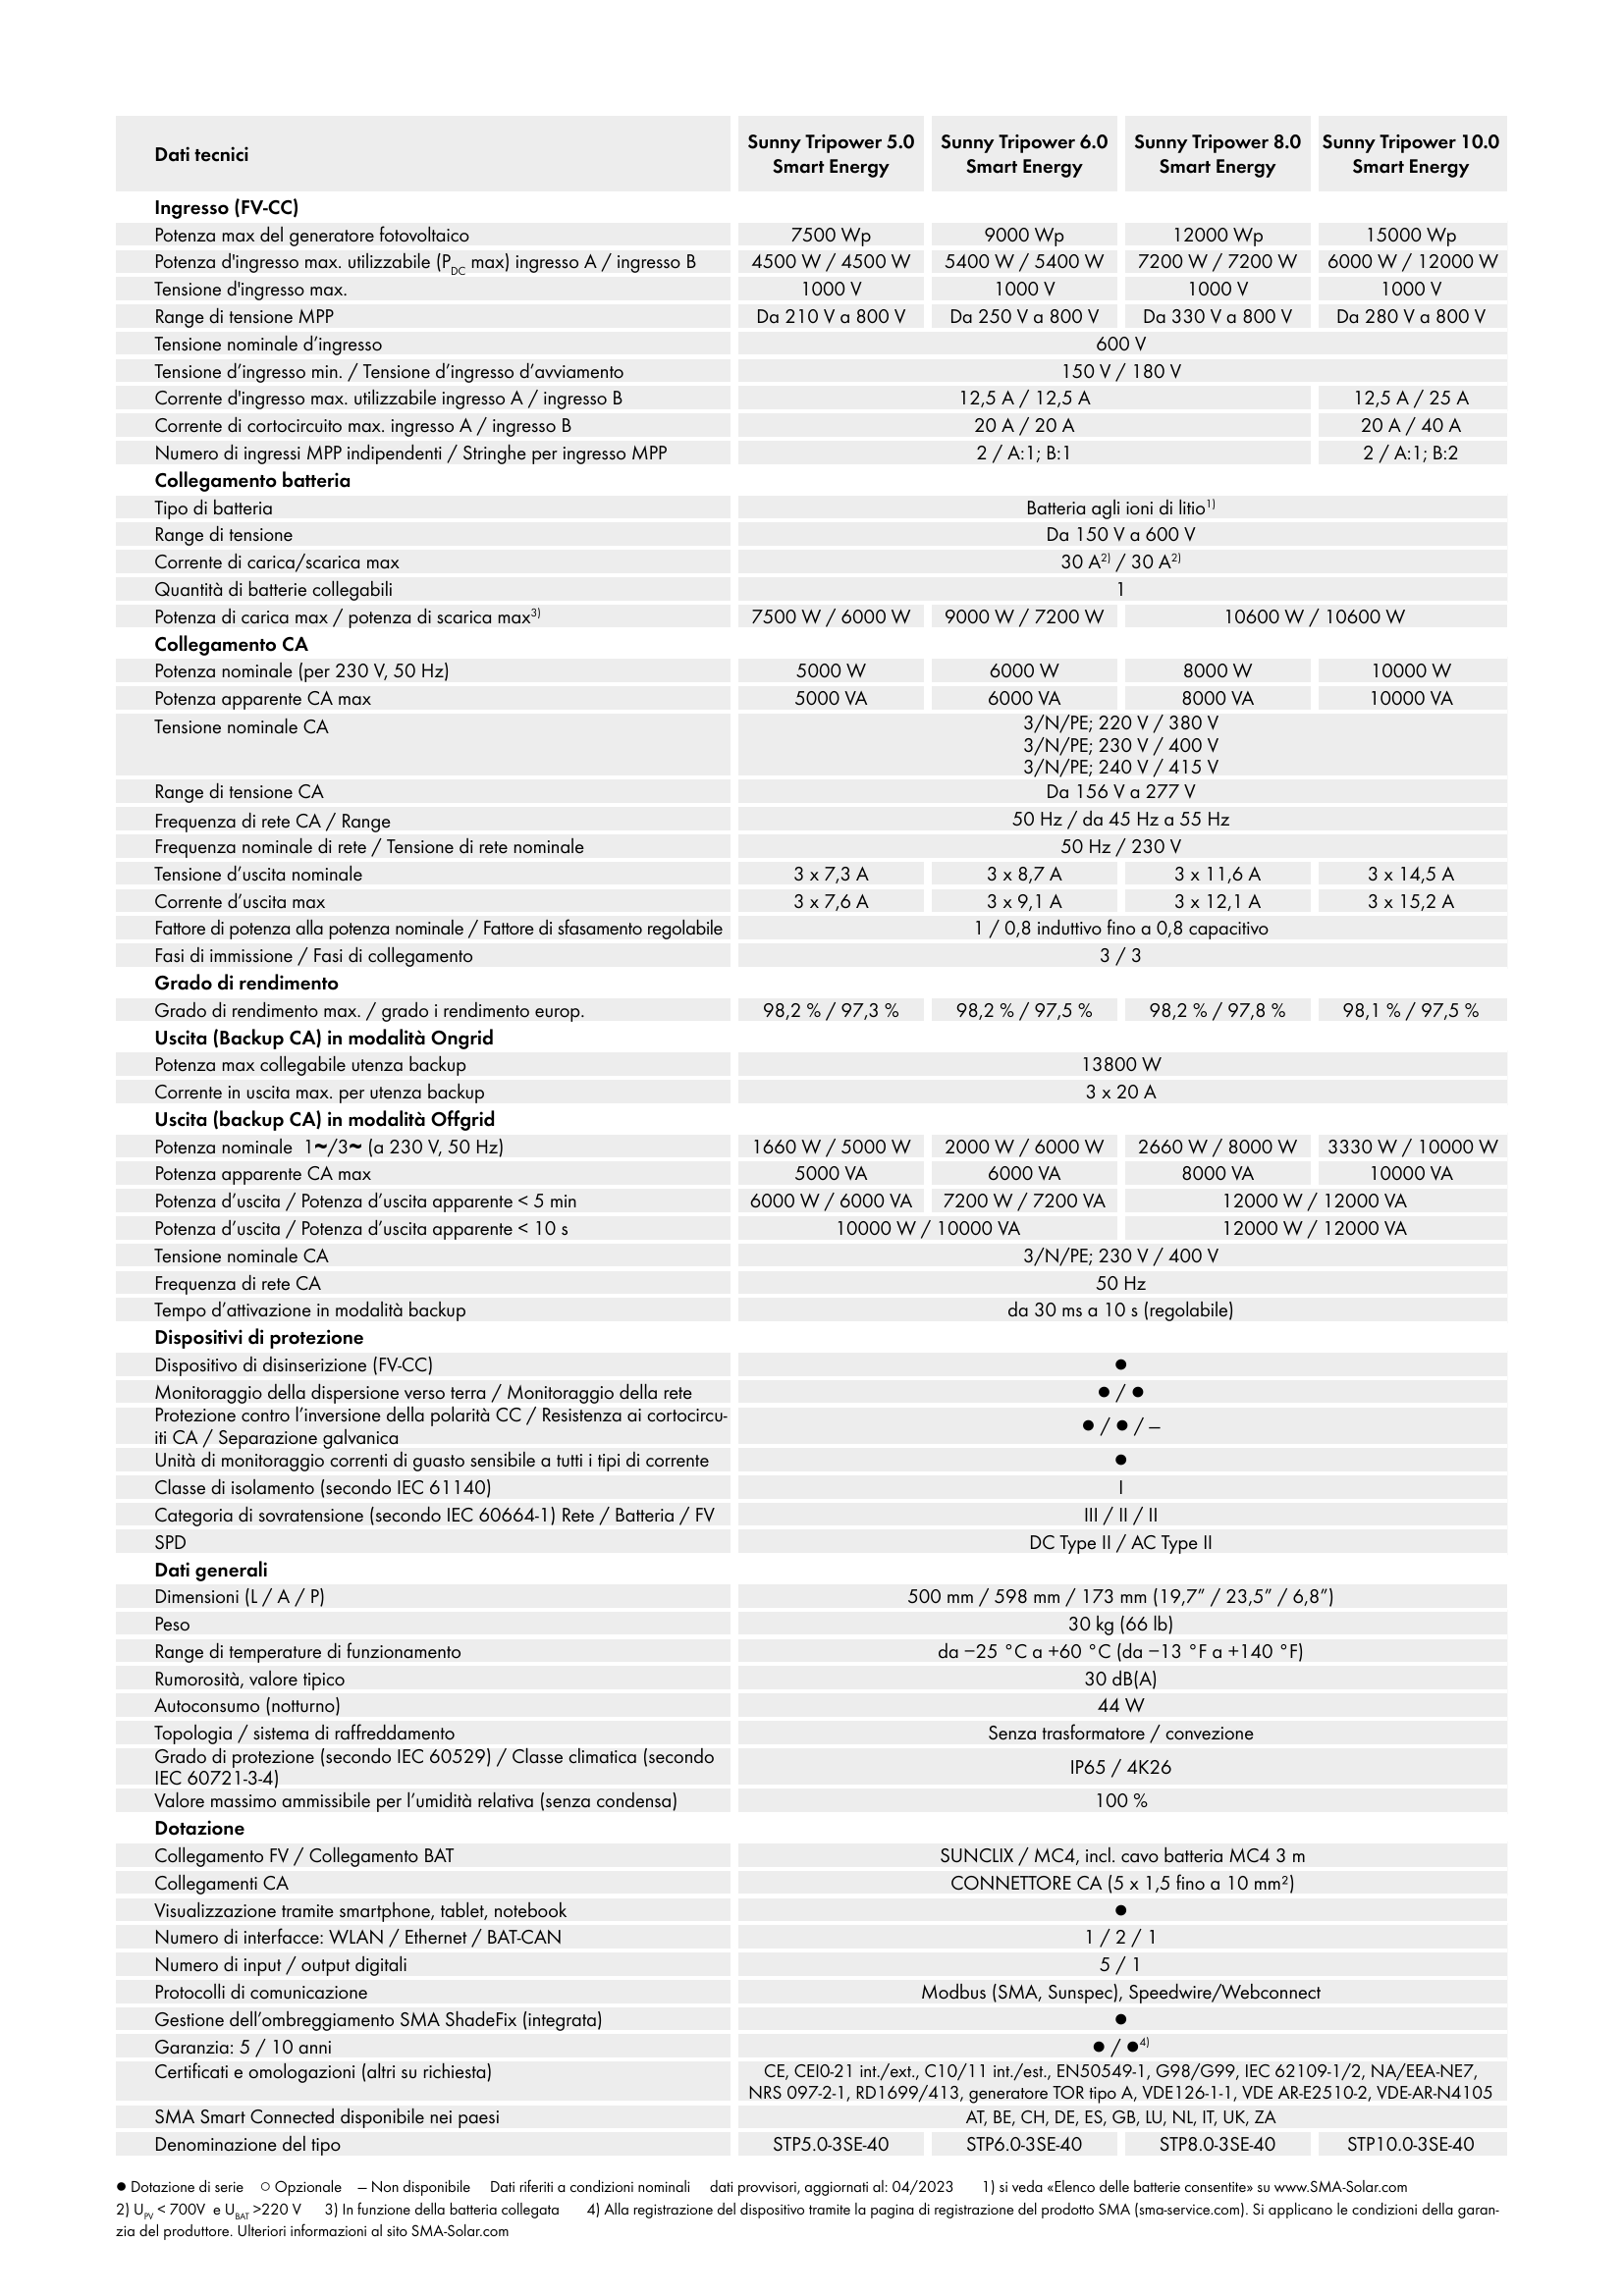 Dati tecnici
Sunny Tripower 5.0 Smart Energy
Sunny Tripower 6.0 Smart Energy
Sunny Tripower 8.0 Smart Energy
Sunny Tripower 10.0 Smart Energy
Ingresso (FV-CC)
Potenza max del generatore fotovoltaico 7500 Wp 9000 Wp 12000 Wp 15000 Wp
Potenza d'ingresso max. utilizzabile (PDC max) ingresso A / ingresso B 4500 W / 4500 W 5400 W / 5400 W 7200 W / 7200 W 6000 W / 12000 W
Tensione d'ingresso max. 1000 V 1000 V 1000 V 1000 V
Range di tensione MPP Da 210 V a 800 V Da 250 V a 800 V Da 330 V a 800 V Da 280 V a 800 V
Tensione nominale d’ingresso 600 V
Tensione d’ingresso min. / Tensione d’ingresso d’avviamento 150 V / 180 V
Corrente d'ingresso max. utilizzabile ingresso A / ingresso B 12,5 A / 12,5 A 12,5 A / 25 A
Corrente di cortocircuito max. ingresso A / ingresso B 20 A / 20 A 20 A / 40 A
Numero di ingressi MPP indipendenti / Stringhe per ingresso MPP 2 / A:1; B:1 2 / A:1; B:2
Collegamento batteria
Tipo di batteria Batteria agli ioni di litio1)
Range di tensione Da 150 V a 600 V
Corrente di carica/scarica max 30 A2) / 30 A2)
Quantità di batterie collegabili 1
Potenza di carica max / potenza di scarica max3) 7500 W / 6000 W 9000 W / 7200 W 10600 W / 10600 W
Collegamento CA
Potenza nominale (per 230 V, 50 Hz) 5000 W 6000 W 8000 W 10000 W
Potenza apparente CA max 5000 VA 6000 VA 8000 VA 10000 VA
Tensione nominale CA 3/N/PE; 220 V / 380 V
3/N/PE; 230 V / 400 V
3/N/PE; 240 V / 415 V
Range di tensione CA Da 156 V a 277 V
Frequenza di rete CA / Range 50 Hz / da 45 Hz a 55 Hz
Frequenza nominale di rete / Tensione di rete nominale 50 Hz / 230 V
Tensione d’uscita nominale 3 x 7,3 A 3 x 8,7 A 3 x 11,6 A 3 x 14,5 A
Corrente d’uscita max 3 x 7,6 A 3 x 9,1 A 3 x 12,1 A 3 x 15,2 A
Fattore di potenza alla potenza nominale / Fattore di sfasamento regolabile 1 / 0,8 induttivo fino a 0,8 capacitivo
Fasi di immissione / Fasi di collegamento 3 / 3
Grado di rendimento
Grado di rendimento max. / grado i rendimento europ. 98,2 % / 97,3 % 98,2 % / 97,5 % 98,2 % / 97,8 % 98,1 % / 97,5 %
Uscita (Backup CA) in modalità Ongrid
Potenza max collegabile utenza backup 13800 W
Corrente in uscita max. per utenza backup 3 x 20 A
Uscita (backup CA) in modalità Offgrid
Potenza nominale 1~/3~ (a 230 V, 50 Hz) 1660 W / 5000 W 2000 W / 6000 W 2660 W / 8000 W 3330 W / 10000 W
Potenza apparente CA max 5000 VA 6000 VA 8000 VA 10000 VA
Potenza d’uscita / Potenza d’uscita apparente < 5 min 6000 W / 6000 VA 7200 W / 7200 VA 12000 W / 12000 VA
Potenza d’uscita / Potenza d’uscita apparente < 10 s 10000 W / 10000 VA 12000 W / 12000 VA
Tensione nominale CA 3/N/PE; 230 V / 400 V
Frequenza di rete CA 50 Hz
Tempo d’attivazione in modalità backup da 30 ms a 10 s (regolabile)
Dispositivi di protezione
Dispositivo di disinserizione (FV-CC) ●
Monitoraggio della dispersione verso terra / Monitoraggio della rete ● / ●
Protezione contro l’inversione della polarità CC / Resistenza ai cortocircu-
iti CA / Separazione galvanica ● / ● / —
Unità di monitoraggio correnti di guasto sensibile a tutti i tipi di corrente ●
Classe di isolamento (secondo IEC 61140) I
Categoria di sovratensione (secondo IEC 60664-1) Rete / Batteria / FV III / II / II
SPD DC Type II / AC Type II
Dati generali
Dimensioni (L / A / P) 500 mm / 598 mm / 173 mm (19,7” / 23,5” / 6,8”)
Peso 30 kg (66 lb)
Range di temperature di funzionamento da −25 °C a +60 °C (da −13 °F a +140 °F)
Rumorosità, valore tipico 30 dB(A)
Autoconsumo (notturno) 44 W
Topologia / sistema di raffreddamento Senza trasformatore / convezione
Grado di protezione (secondo IEC 60529) / Classe climatica (secondo
IEC 60721-3-4) IP65 / 4K26
Valore massimo ammissibile per l’umidità relativa (senza condensa) 100 %
Dotazione
Collegamento FV / Collegamento BAT SUNCLIX / MC4, incl. cavo batteria MC4 3 m
Collegamenti CA CONNETTORE CA (5 x 1,5 fino a 10 mm²)
Visualizzazione tramite smartphone, tablet, notebook ●
Numero di interfacce: WLAN / Ethernet / BAT-CAN 1 / 2 / 1
Numero di input / output digitali 5 / 1
Protocolli di comunicazione Modbus (SMA, Sunspec), Speedwire/Webconnect
Gestione dell’ombreggiamento SMA ShadeFix (integrata) ●
Garanzia: 5 / 10 anni ● / ●4)
Certificati e omologazioni (altri su richiesta) CE, CEI0-21 int./ext., C10/11 int./est., EN50549-1, G98/G99, IEC 62109-1/2, NA/EEA-NE7,
NRS 097-2-1, RD1699/413, generatore TOR tipo A, VDE126-1-1, VDE AR-E2510-2, VDE-AR-N4105
SMA Smart Connected disponibile nei paesi AT, BE, CH, DE, ES, GB, LU, NL, IT, UK, ZA
Denominazione del tipo STP5.0-3SE-40 STP6.0-3SE-40 STP8.0-3SE-40 STP10.0-3SE-40
● Dotazione di serie ○ Opzionale — Non disponibile Dati riferiti a condizioni nominali dati provvisori, aggiornati al: 04/2023 1) si veda «Elenco delle batterie consentite» su www.SMA-Solar.com
2) UPV < 700V e UBAT >220 V 3) In funzione della batteria collegata 4) Alla registrazione del dispositivo tramite la pagina di registrazione del prodotto SMA (sma-service.com). Si applicano le condizioni della garan-
zia del produttore. Ulteriori informazioni al sito SMA-Solar.com